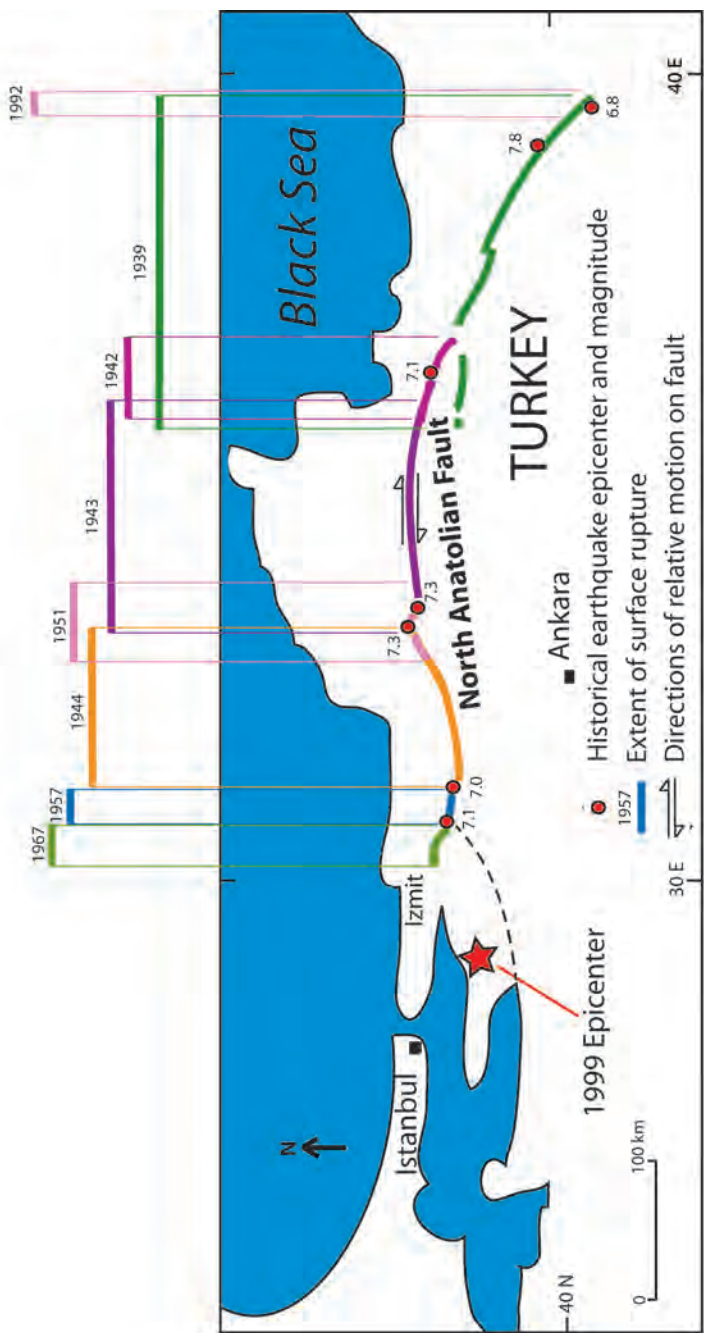 1967
1957
1944
1951
1943
1942
1939
1992
Black Sea
N
Istanbul
Izmit
7.1
7.0
7.3
7.3
7.1
7.8
6.8
North Anatolian Fault
TURKEY
Ankara
1999 Epicenter
Historical earthquake epicenter and magnitude
1957
Extent of surface rupture
Directions of relative motion on fault
0
100 km
40 N
30 E
40 E